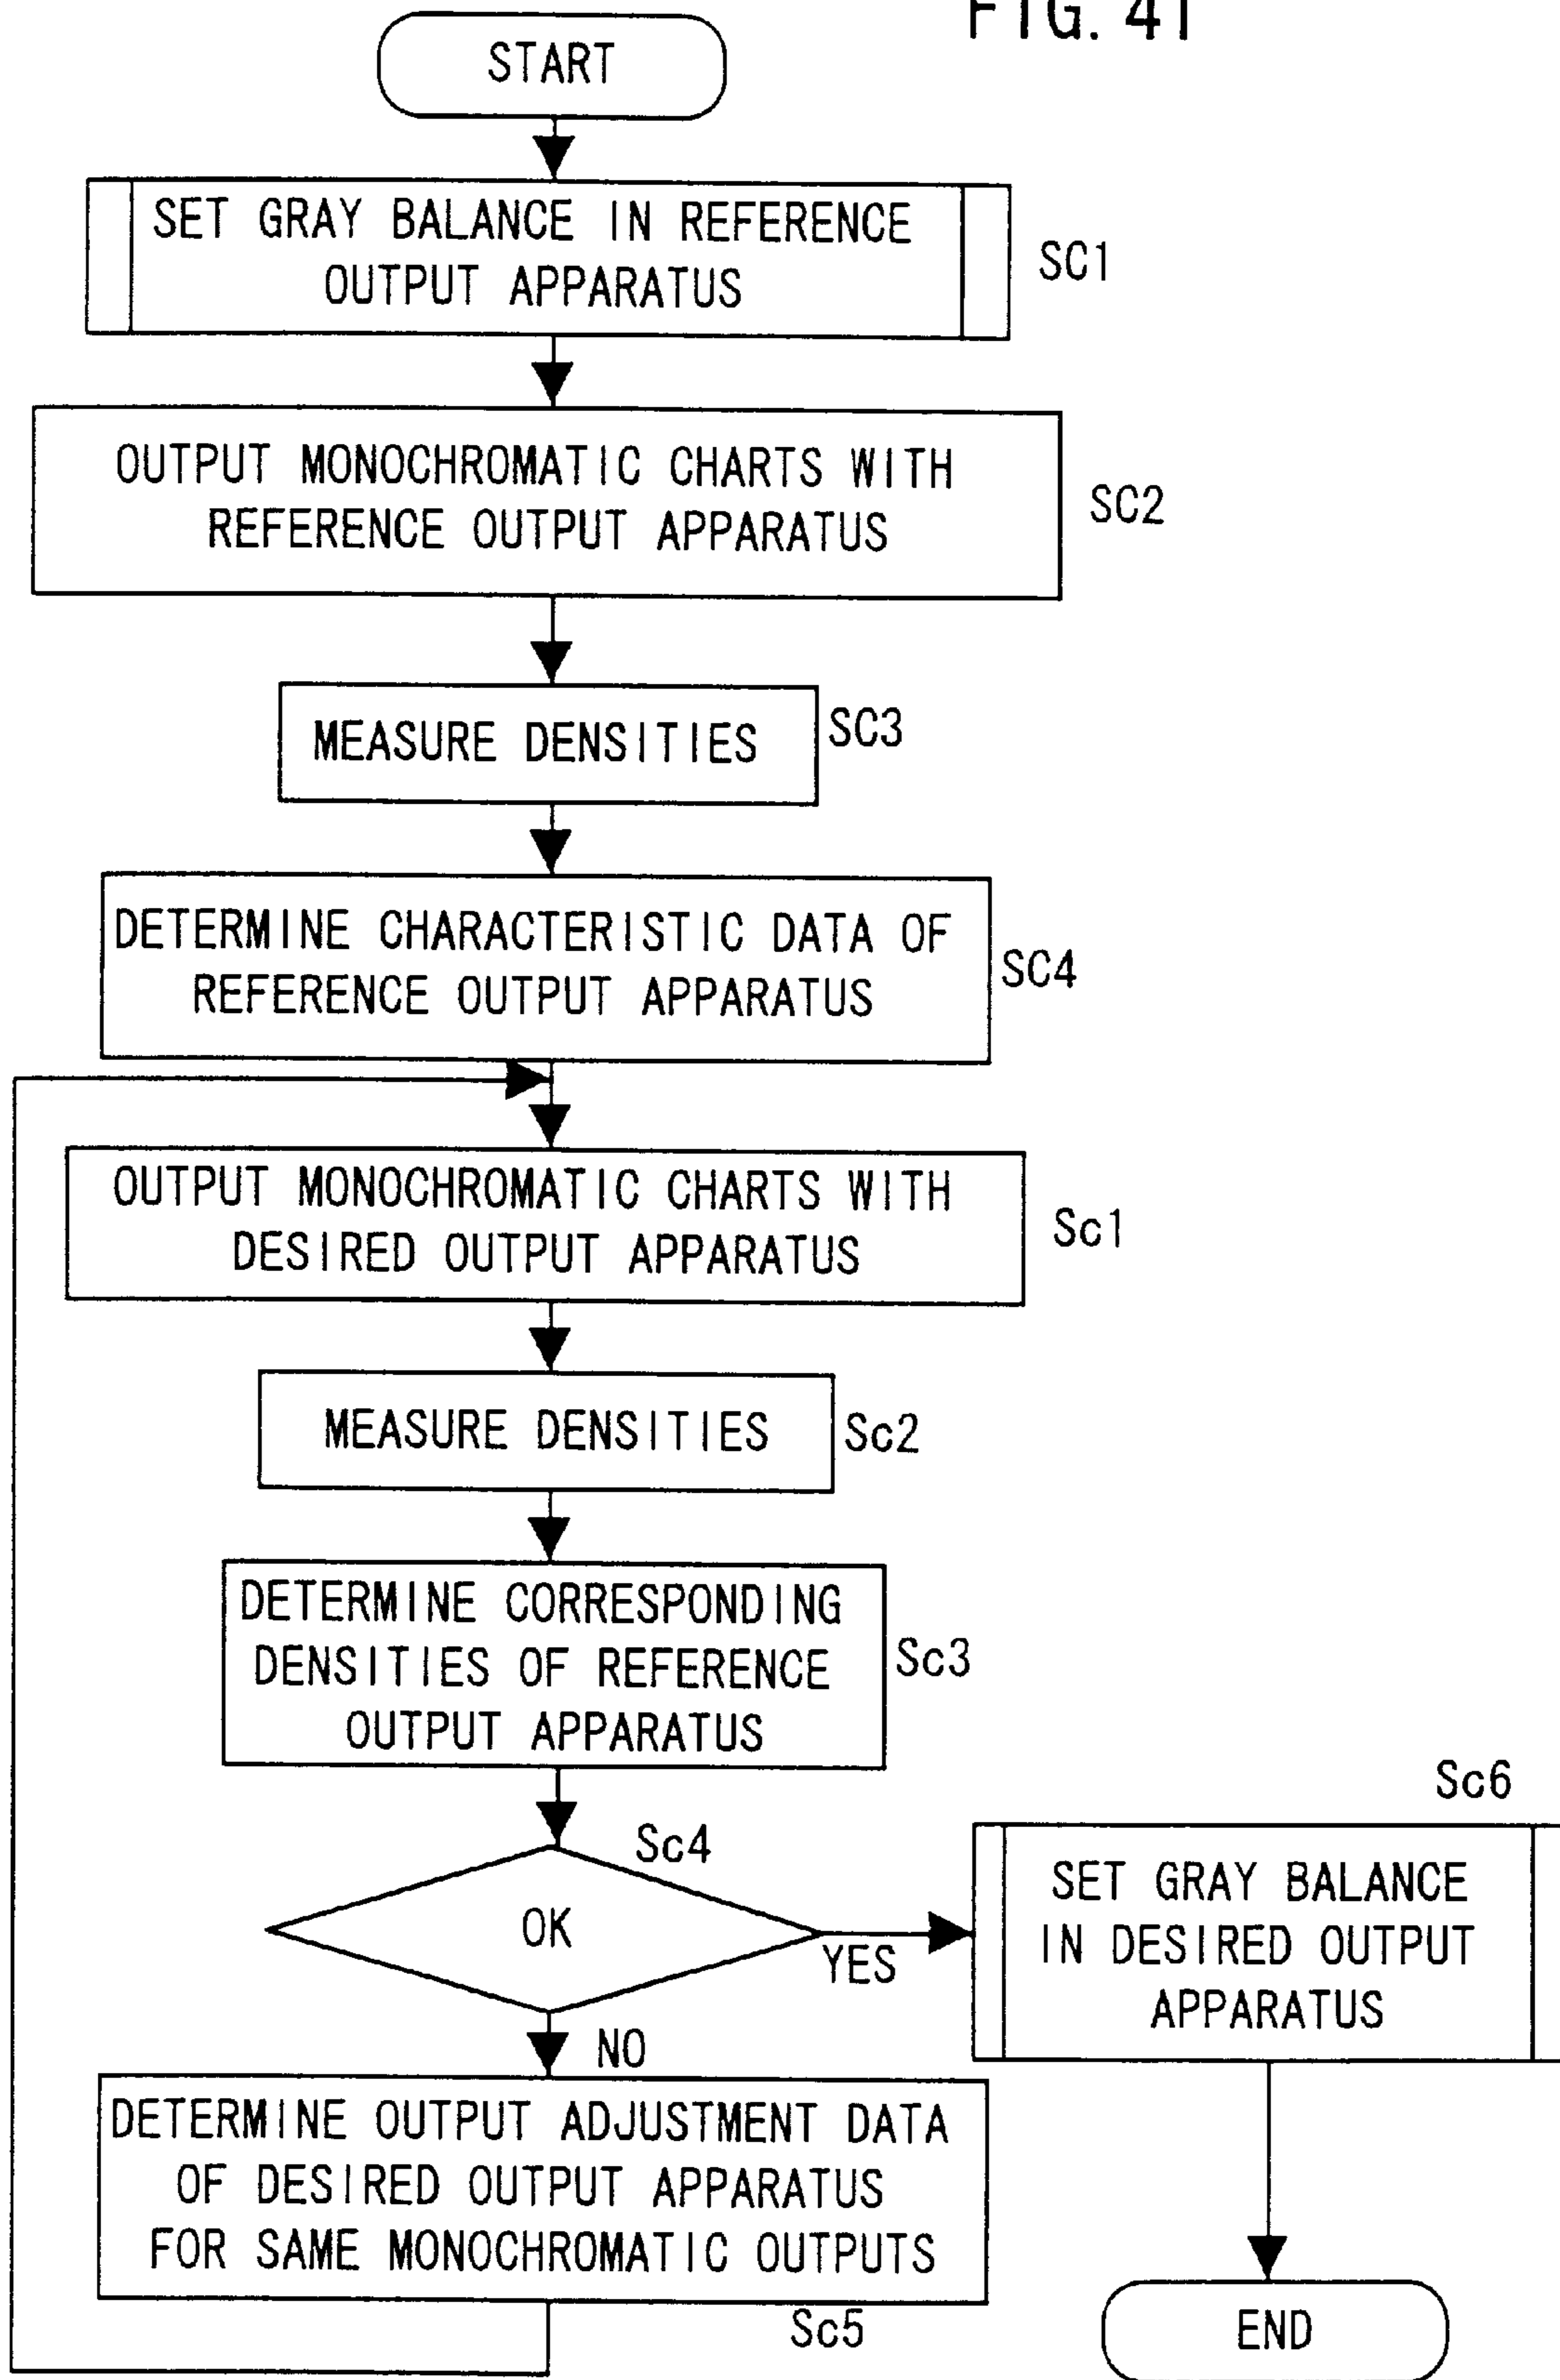 FIG. 41
START
SET GRAY BALANCE IN REFERENCE
OUTPUT APPARATUS
SC1
OUTPUT MONOCHROMATIC CHARTS WITH
REFERENCE OUTPUT APPARATUS
SC2
MEASURE DENSITIES
SC3
DETERMINE CHARACTERISTIC DATA OF
REFERENCE OUTPUT APPARATUS
SC4
OUTPUT MONOCHROMATIC CHARTS WITH
DESIRED OUTPUT APPARATUS
Sc1
MEASURE DENSITIES
Sc2
DETERMINE CORRESPONDING
DENSITIES OF REFERENCE
OUTPUT APPARATUS
Sc3
Sc4
OK
YES
NO
Sc6
SET GRAY BALANCE
IN DESIRED OUTPUT
APPARATUS
DETERMINE OUTPUT ADJUSTMENT DATA
OF DESIRED OUTPUT APPARATUS
FOR SAME MONOCHROMATIC OUTPUTS
Sc5
END